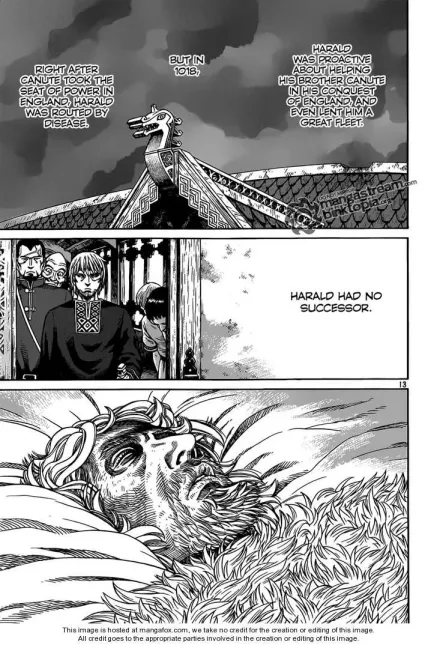 HARALD
WAS PROACTIVE
ABOUT HELPING
HIS BROTHER CANUTE
IN HIS CONQUEST
OF ENGLAND, AND
EVEN LENT HIM A
GREAT FLEET.
BUT IN
1018,
RIGHT AFTER
CANUTE TOOK THE
SEAT OF POWER IN
ENGLAND, HARALD
WAS ROUTED BY
DISEASE.
mangastream.com
HARALD HAD NO
SUCCESSOR.
13
This image is hosted at mangafox.com, we take no credit for the creation or editing of this image.
All credit goes to the appropriate parties involved in the creation or editing of this image.